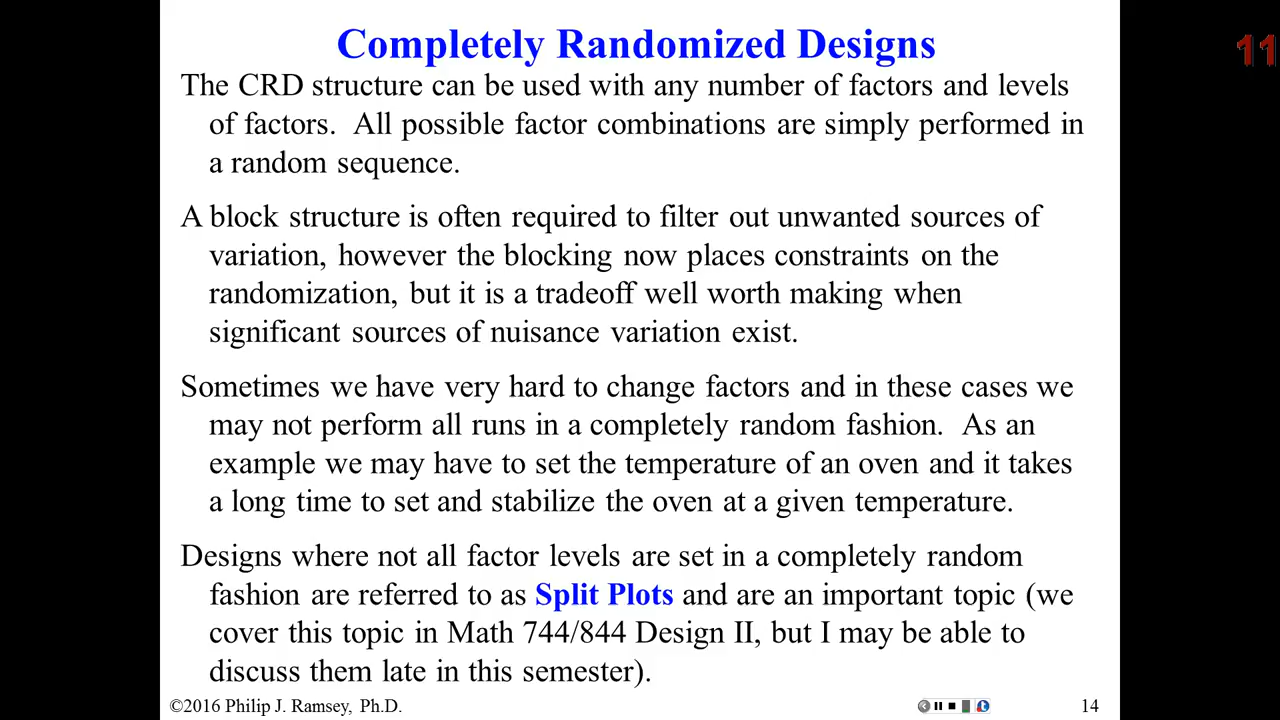 Completely Randomized Designs
11
The CRD structure can be used with any number of factors and levels
of factors. All possible factor combinations are simply performed in
a random sequence.
A block structure is often required to filter out unwanted sources of
variation, however the blocking now places constraints on the
randomization, but it is a tradeoff well worth making when
significant sources of nuisance variation exist.
Sometimes we have very hard to change factors and in these cases we
may not perform all runs in a completely random fashion. As an
example we may have to set the temperature of an oven and it takes
a long time to set and stabilize the oven at a given temperature.
Designs where not all factor levels are set in a completely random
fashion are referred to as Split Plots and are an important topic (we
cover this topic in Math 744/844 Design II, but I may be able to
discuss them late in this semester).
©2016 Philip J. Ramsey, Ph.D.
14